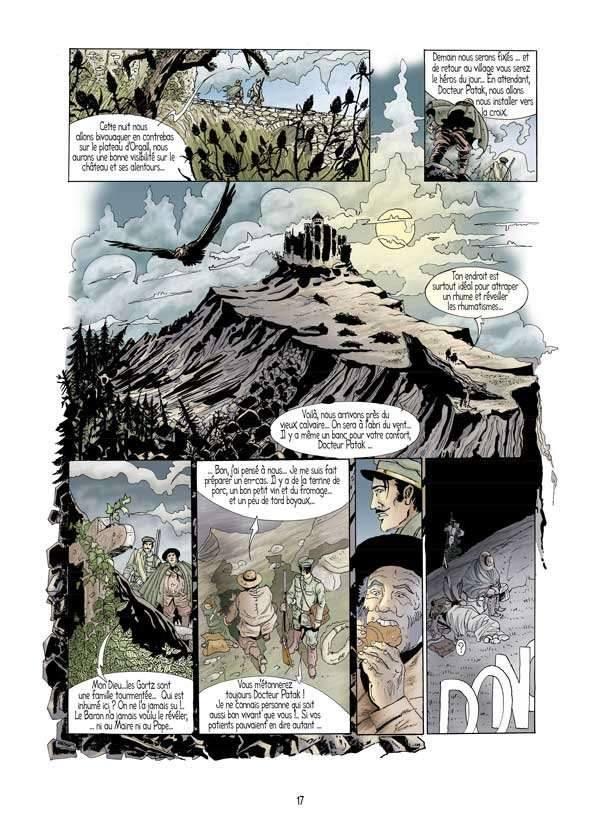 Cette nuit nous
allons bivouaquer en contrebas
sur le plateau d'Orgall, nous
aurons une bonne visibilité sur le
château et ses alentours...
Demain nous serons fixés ... et
de retour au village vous serez
le héros du jour... En attendant,
Docteur Patak, nous allons
nous installer vers
la croix.
Ton endroit est
surtout idéal pour attraper
un rhume et réveiller
les rhumatismes...
Voilà, nous arrivons près du
vieux calvaire... On sera à l'abri du vent...
Il y a même un banc pour votre confort,
Docteur Patak ...
... Bon, j'ai pensé à nous... Je me suis fait
préparer un en-cas. Il y a de la terrine de
porc, un bon petit vin et du fromage...
et un peu de tord boyaux...
Mon Dieu...les Gortz sont
une famille tourmentée... Qui est
inhumé ici ? On ne l'a jamais su !..
Le Baron n'a jamais voulu le révéler,
... ni au Maire ni au Pope...
Vous m'étonnerez
toujours Docteur Patak !
Je ne connais personne qui soit
aussi bon vivant que vous !.. Si vos
patients pouvaient en dire autant ...
?
DON
17